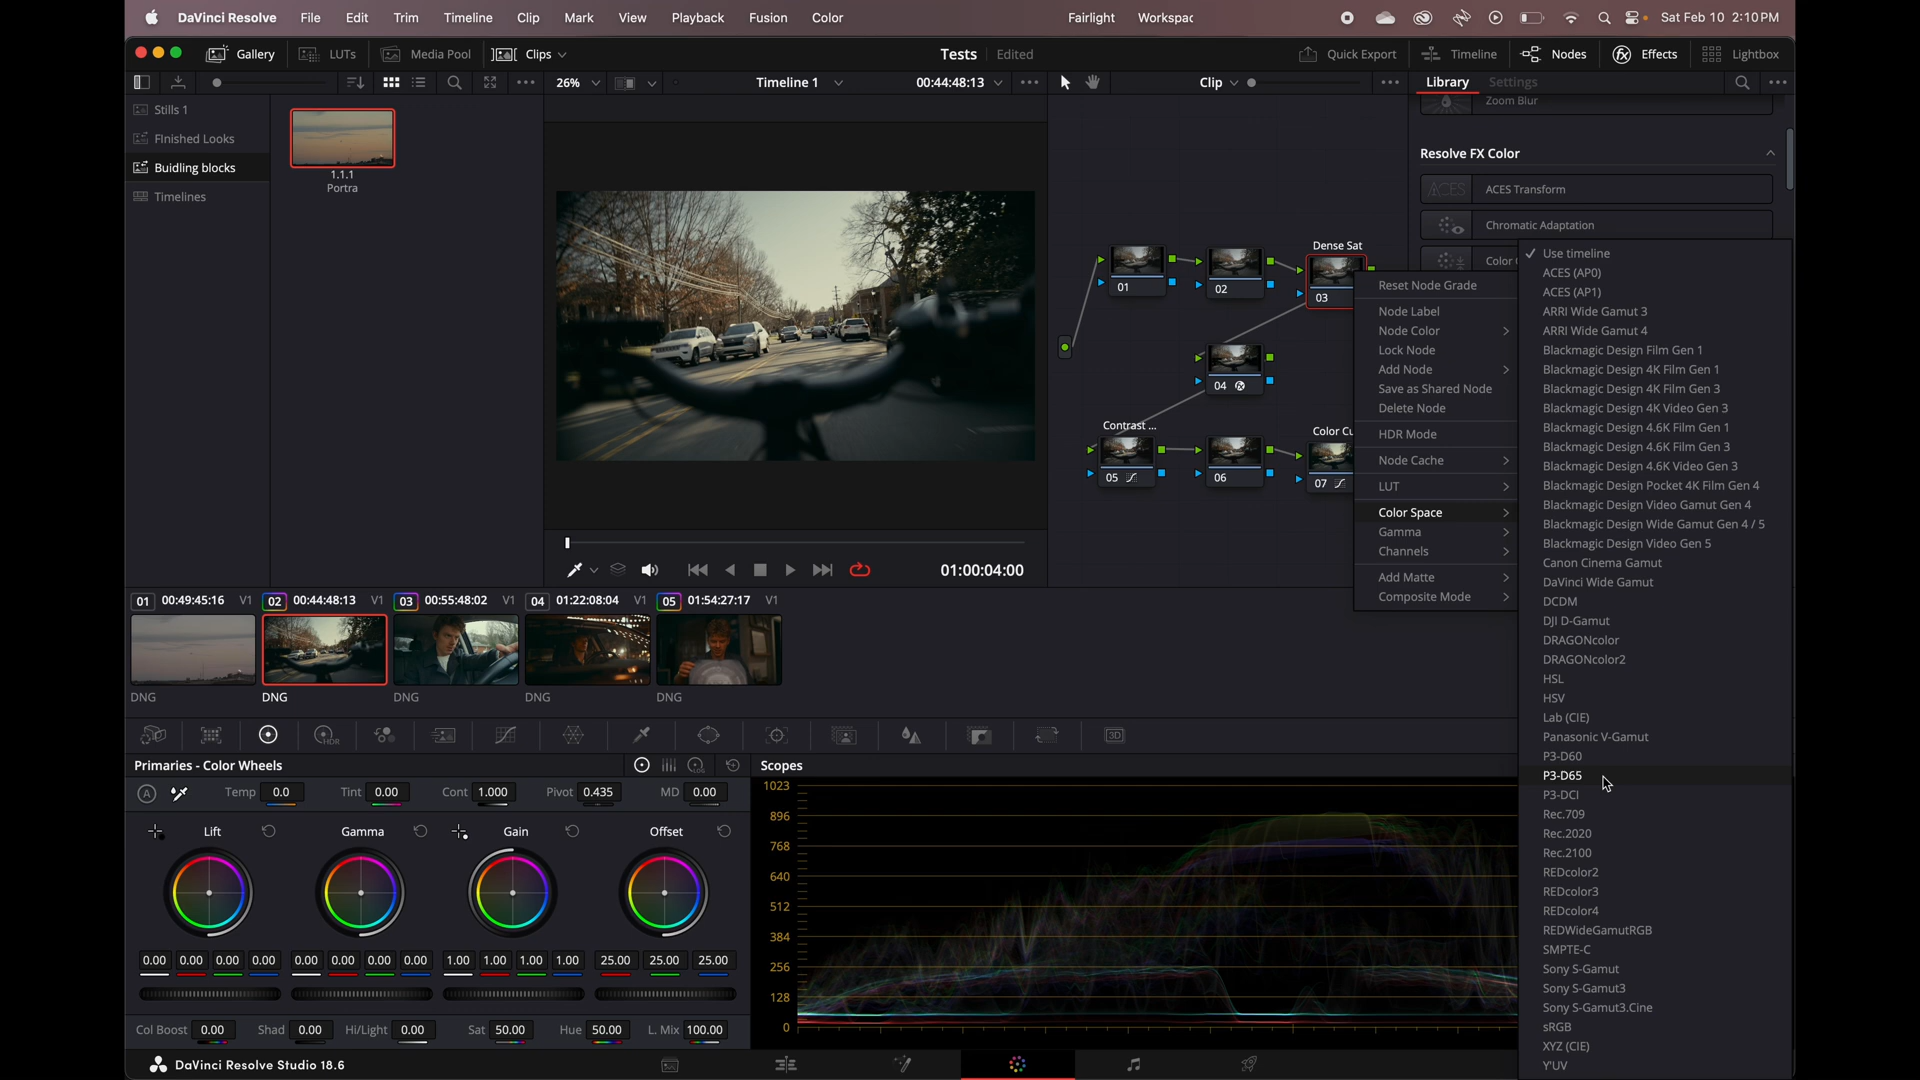 DaVinci Resolve File Edit Trim Timeline Clip Mark View Playback Fusion Color Fairlight Workspac Sat Feb 10 2:10 PM
Gallery LUTs Media Pool Clips Tests Edited Quick Export Timeline Nodes Effects Lightbox
26% Timeline 1 00:44:48:13 Clip Library Settings
Stills 1
FInished Looks
Buidling blocks
Timelines
1.1.1
Portra
Zoom Blur
Resolve FX Color
ACES Transform
Chromatic Adaptation
Color
Dense Sat
01
02
03
04
Contrast ...
Color Cu
05
06
07
Reset Node Grade
Node Label
Node Color
Lock Node
Add Node
Save as Shared Node
Delete Node
HDR Mode
Node Cache
LUT
Color Space
Gamma
Channels
Add Matte
Composite Mode
Use timeline
ACES (AP0)
ACES (AP1)
ARRI Wide Gamut 3
ARRI Wide Gamut 4
Blackmagic Design Film Gen 1
Blackmagic Design 4K Film Gen 1
Blackmagic Design 4K Film Gen 3
Blackmagic Design 4K Video Gen 3
Blackmagic Design 4.6K Film Gen 1
Blackmagic Design 4.6K Film Gen 3
Blackmagic Design 4.6K Video Gen 3
Blackmagic Design Pocket 4K Film Gen 4
Blackmagic Design Video Gamut Gen 4
Blackmagic Design Wide Gamut Gen 4 / 5
Blackmagic Design Video Gen 5
Canon Cinema Gamut
DaVinci Wide Gamut
DCDM
DJI D-Gamut
DRAGONcolor
DRAGONcolor2
HSL
HSV
Lab (CIE)
Panasonic V-Gamut
P3-D60
P3-D65
P3-DCI
Rec.709
Rec.2020
Rec.2100
REDcolor2
REDcolor3
REDcolor4
REDWideGamutRGB
SMPTE-C
Sony S-Gamut
Sony S-Gamut3
Sony S-Gamut3.Cine
sRGB
XYZ (CIE)
Y'UV
01:00:04:00
01 00:49:45:16 V1 02 00:44:48:13 V1 03 00:55:48:02 V1 04 01:22:08:04 V1 05 01:54:27:17 V1
DNG DNG DNG DNG DNG
HDR
3D
Primaries - Color Wheels
LOG
Scopes
A Temp 0.0 Tint 0.00 Cont 1.000 Pivot 0.435 MD 0.00
Lift Gamma Gain Offset
0.00 0.00 0.00 0.00 0.00 0.00 0.00 0.00 1.00 1.00 1.00 1.00 25.00 25.00 25.00
Col Boost 0.00 Shad 0.00 Hi/Light 0.00 Sat 50.00 Hue 50.00 L. Mix 100.00
1023
896
768
640
512
384
256
128
0
DaVinci Resolve Studio 18.6